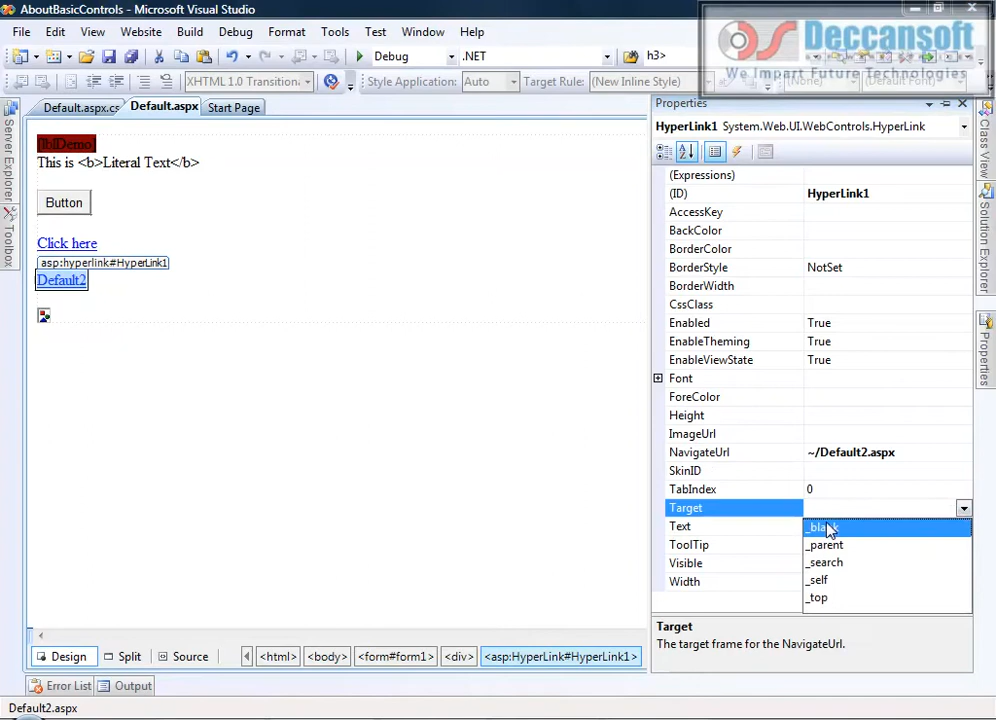 AboutBasicControls - Microsoft Visual Studio
File Edit View Website Build Debug Format Tools Test Window Help
Debug .NET h3>
XHTML 1.0 Transition Style Application: Auto Target Rule: (New Inline Style) (None) (Default Font)
Deccansoft
We Impart Future Technologies
Default.aspx.cs Default.aspx Start Page
Server Explorer
Toolbox
[lblDemo]
This is <b>Literal Text</b>
Button
Click here
asp:hyperlink#HyperLink1
Default2
Properties
HyperLink1 System.Web.UI.WebControls.HyperLink
(Expressions)
(ID) HyperLink1
AccessKey
BackColor
BorderColor
BorderStyle NotSet
BorderWidth
CssClass
Enabled True
EnableTheming True
EnableViewState True
Font
ForeColor
Height
ImageUrl
NavigateUrl ~/Default2.aspx
SkinID
TabIndex 0
Target
Text _blank
ToolTip _parent
Visible _search
Width _self
_top
Target
The target frame for the NavigateUrl.
Class View
Solution Explorer
Properties
Design Split Source <html> <body> <form#form1> <div> <asp:HyperLink#HyperLink1>
Error List Output
Default2.aspx